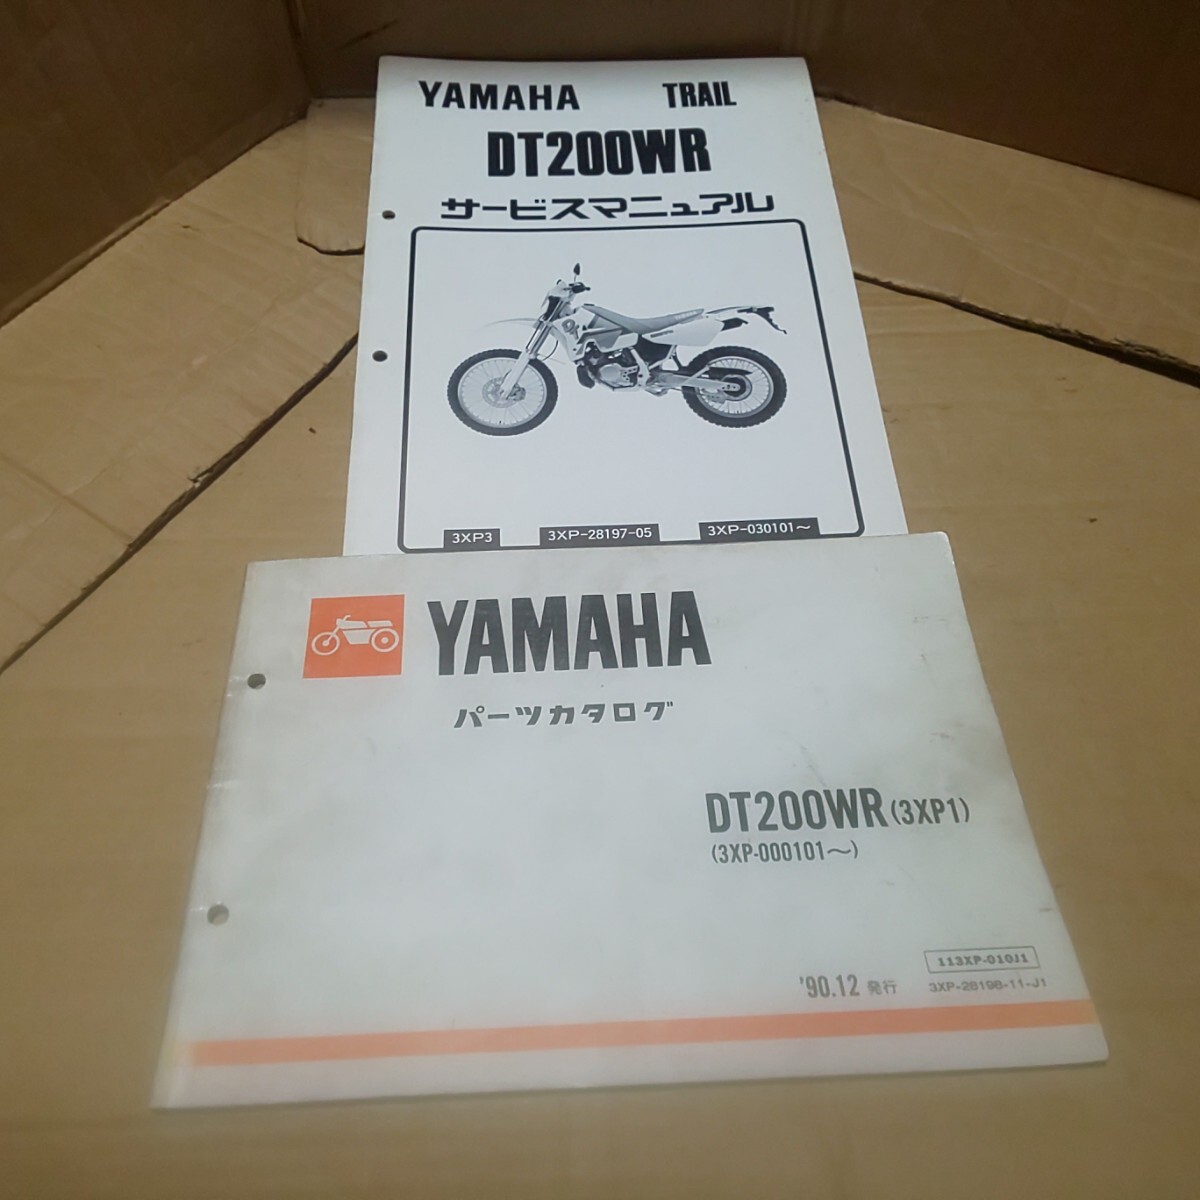 YAMAHA TRAIL
DT200WR
サービスマニュアル
3XP3 3XP-28197-05 3XP-030101～
YAMAHA
パーツカタログ
DT200WR(3XP1)
(3XP-000101～)
113XP-010J1
'90.12 発行 3XP-28198-11-J1